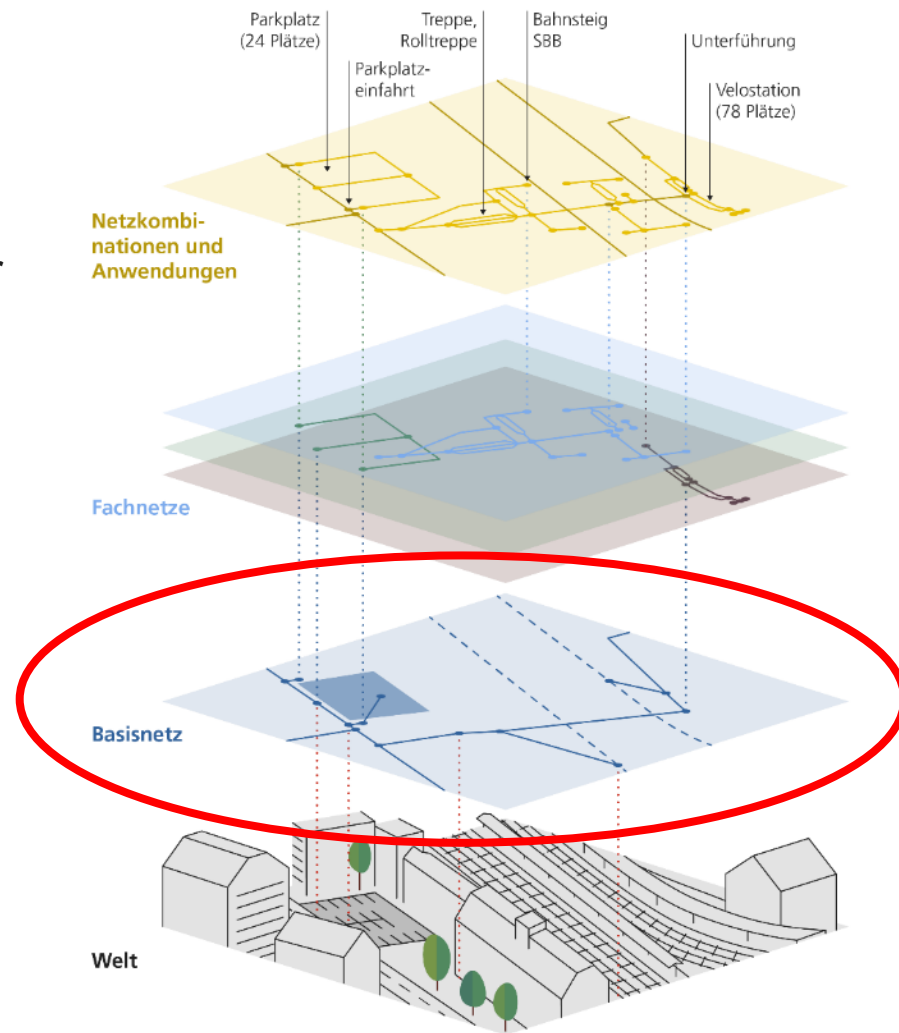 Parkplatz
(24 Plätze)
Treppe,
Rolltreppe
Bahnsteig
SBB
Unterführung
Parkplatz-
einfahrt
Velostation
(78 Plätze)
Netzkombi-
nationen und
Anwendungen
Fachnetze
Basisnetz
Welt